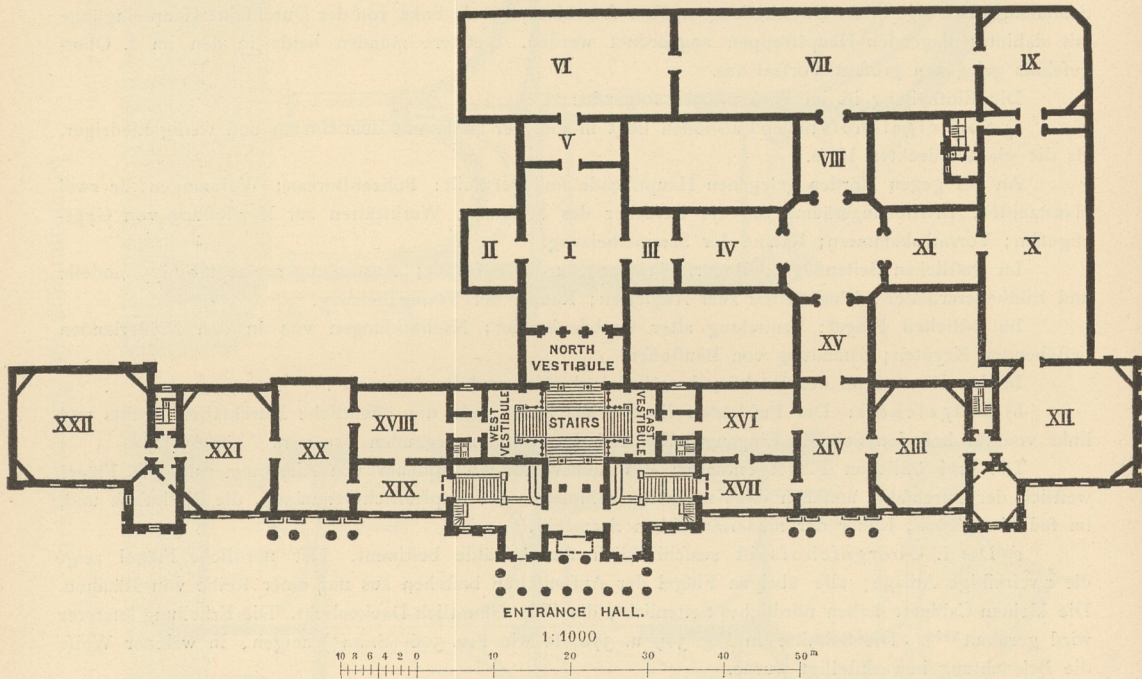 VI VII IX
V VIII
II I III IV XI X
NORTH
VESTIBULE
XV
XXII XXI XX XVIII WEST
VESTIBULE STAIRS EAST
VESTIBULE XVI XIV XIII XII
XIX XVII
ENTRANCE HALL.
1:1000
10 8 6 4 2 0 10 20 30 40 50 m